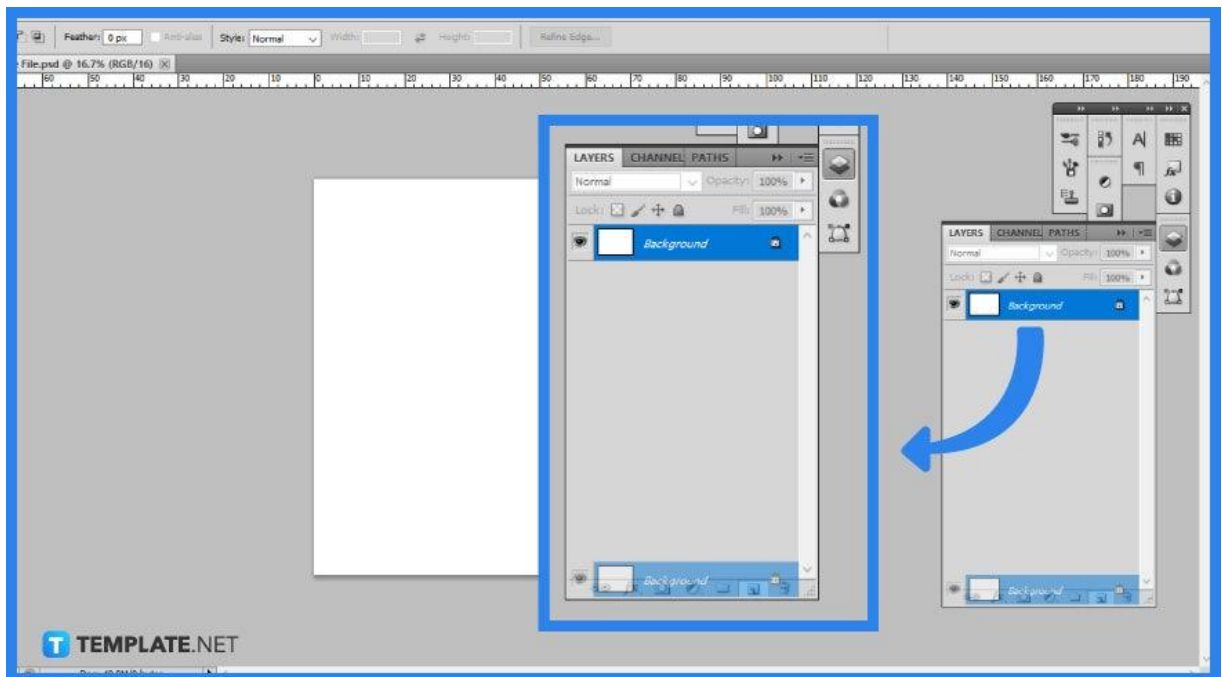 Feather: 0 px Anti-alias Style: Normal Width: Height: Refine Edge...
File.psd @ 16.7% (RGB/16)
60 50 40 30 20 10 0 10 20 30 40 50 60 70 80 90 100 110 120 130 140 150 160 170 180 190
LAYERS CHANNEL PATHS
Normal Opacity: 100%
Lock: Fill: 100%
Background
Background
LAYERS CHANNEL PATHS
Normal Opacity: 100%
Lock: Fill: 100%
Background
Background
T TEMPLATE.NET